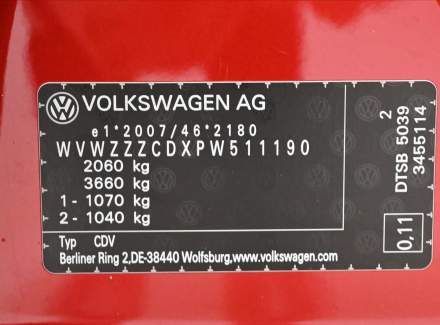 VOLKSWAGEN AG
e1*2007/46*2180
WVWZZZCDXPW511190
2060 kg
3660 kg
1- 1070 kg
2- 1040 kg
Typ CDV
Berliner Ring 2,DE-38440 Wolfsburg,www.volkswagen.com
2
DTSB 5039
3455114
0,11